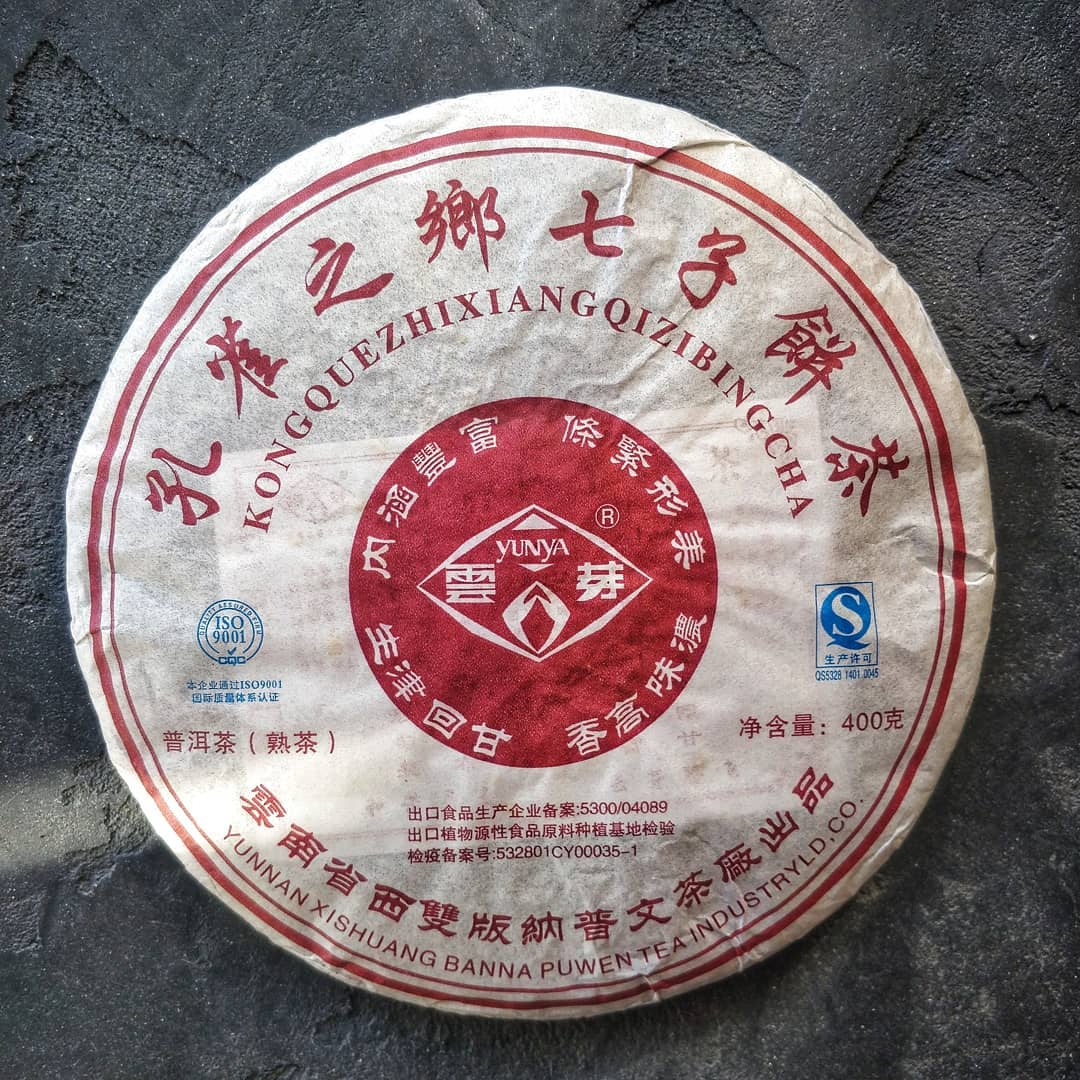 孔雀之鄉七子餅茶
KONGQUEZHIXIANGQIZIBINGCHA
內涵豐富 條緊形美
生津回甘 香高味濃
YUNYA
®
雲芽
QUALITY ASSURED FIRM
ISO
9001
CQC
本企业通过ISO9001
国际质量体系认证
S
生产许可
QS5328 1401 0045
普洱茶(熟茶)
净含量:400克
出口食品生产企业备案:5300/04089
出口植物源性食品原料种植基地检验
检疫备案号:532801CY00035-1
雲南省西雙版納普文茶廠出品
YUNNAN XISHUANG BANNA PUWEN TEA INDUSTRYLD,CO.